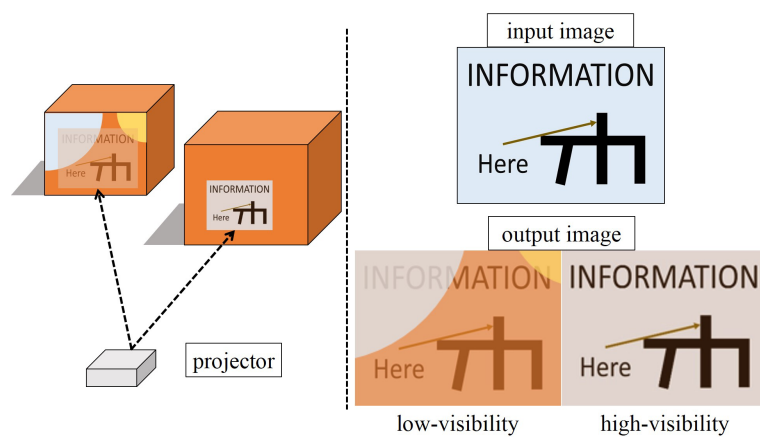 INFORMATION
Here
INFORMATION
Here
projector
input image
INFORMATION
Here
output image
INFORMATION
Here
INFORMATION
Here
low-visibility
high-visibility